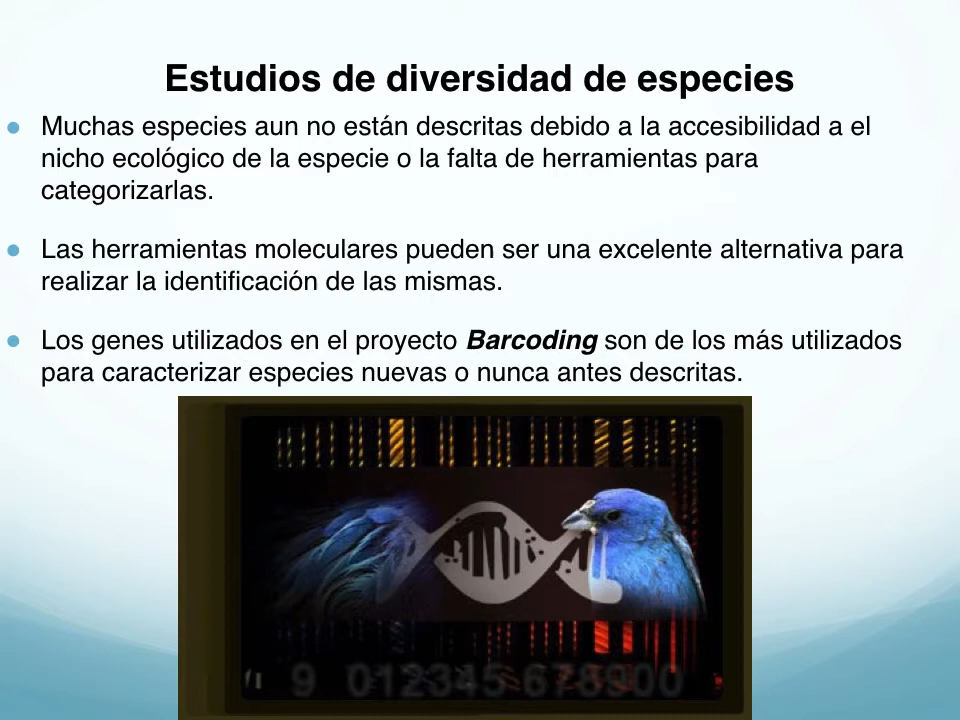 Estudios de diversidad de especies
● Muchas especies aun no están descritas debido a la accesibilidad a el
nicho ecológico de la especie o la falta de herramientas para
categorizarlas.
● Las herramientas moleculares pueden ser una excelente alternativa para
realizar la identificación de las mismas.
● Los genes utilizados en el proyecto Barcoding son de los más utilizados
para caracterizar especies nuevas o nunca antes descritas.
9 012345 678900